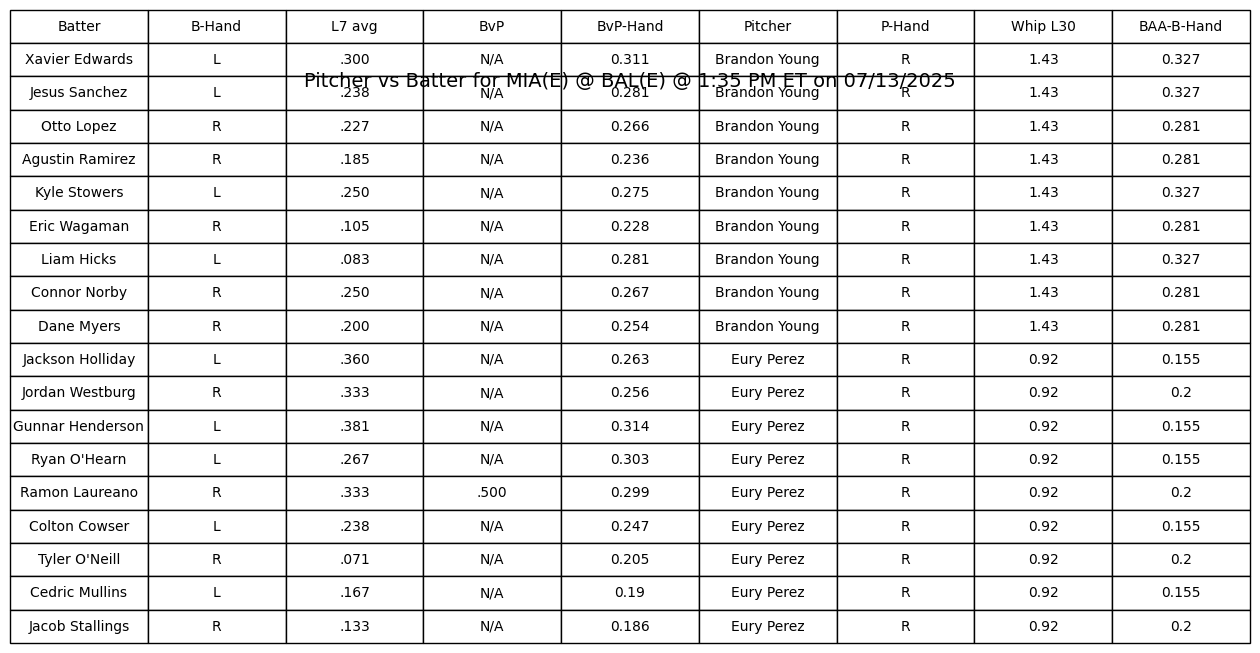 Batter B-Hand L7 avg BvP BvP-Hand Pitcher P-Hand Whip L30 BAA-B-Hand
Xavier Edwards L .300 N/A 0.311 Brandon Young R 1.43 0.327
Pitcher vs Batter for MIA(E) @ BAL(E) @ 1:35 PM ET on 07/13/2025
Jesus Sanchez L .238 N/A 0.281 Brandon Young R 1.43 0.327
Otto Lopez R .227 N/A 0.266 Brandon Young R 1.43 0.281
Agustin Ramirez R .185 N/A 0.236 Brandon Young R 1.43 0.281
Kyle Stowers L .250 N/A 0.275 Brandon Young R 1.43 0.327
Eric Wagaman R .105 N/A 0.228 Brandon Young R 1.43 0.281
Liam Hicks L .083 N/A 0.281 Brandon Young R 1.43 0.327
Connor Norby R .250 N/A 0.267 Brandon Young R 1.43 0.281
Dane Myers R .200 N/A 0.254 Brandon Young R 1.43 0.281
Jackson Holliday L .360 N/A 0.263 Eury Perez R 0.92 0.155
Jordan Westburg R .333 N/A 0.256 Eury Perez R 0.92 0.2
Gunnar Henderson L .381 N/A 0.314 Eury Perez R 0.92 0.155
Ryan O'Hearn L .267 N/A 0.303 Eury Perez R 0.92 0.155
Ramon Laureano R .333 .500 0.299 Eury Perez R 0.92 0.2
Colton Cowser L .238 N/A 0.247 Eury Perez R 0.92 0.155
Tyler O'Neill R .071 N/A 0.205 Eury Perez R 0.92 0.2
Cedric Mullins L .167 N/A 0.19 Eury Perez R 0.92 0.155
Jacob Stallings R .133 N/A 0.186 Eury Perez R 0.92 0.2